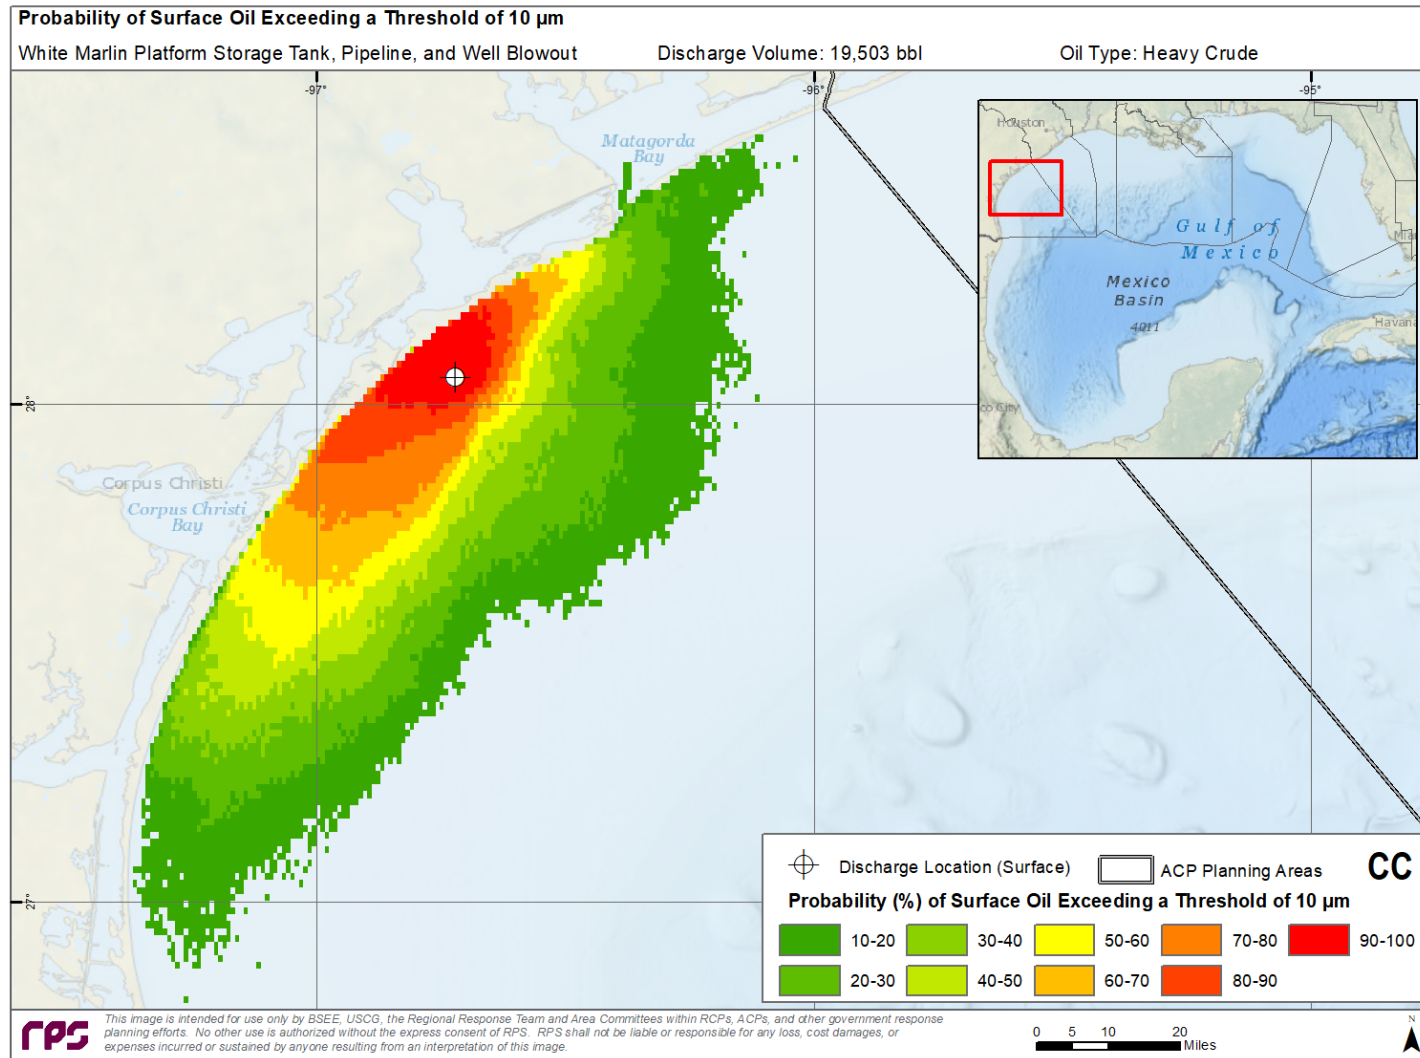 Probability of Surface Oil Exceeding a Threshold of 10 µm
White Marlin Platform Storage Tank, Pipeline, and Well Blowout Discharge Volume: 19,503 bbl Oil Type: Heavy Crude
-97° -96° -95°
Houston
Matagorda
Bay
Gulf of
Mexico
Mexico
Basin
4011
Havana
28°
Corpus Christi
Corpus Christi
Bay
27°
Discharge Location (Surface) ACP Planning Areas CC
Probability (%) of Surface Oil Exceeding a Threshold of 10 µm
10-20 30-40 50-60 70-80 90-100
20-30 40-50 60-70 80-90
rps
This image is intended for use only by BSEE, USCG, the Regional Response Team and Area Committees within RCPs, ACPs, and other government response
planning efforts. No other use is authorized without the express consent of RPS. RPS shall not be liable or responsible for any loss, cost damages, or
expenses incurred or sustained by anyone resulting from an interpretation of this image.
0 5 10 20
Miles
N